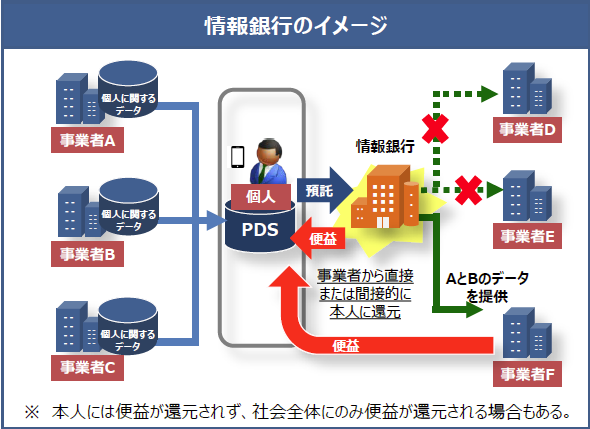 情報銀行のイメージ
個人に関する
データ
事業者A
個人に関する
データ
事業者B
個人に関する
データ
事業者C
個人
PDS
預託
便益
情報銀行
事業者から直接
または間接的に
本人に還元
便益
AとBのデータ
を提供
事業者D
事業者E
事業者F
※ 本人には便益が還元されず、社会全体にのみ便益が還元される場合もある。